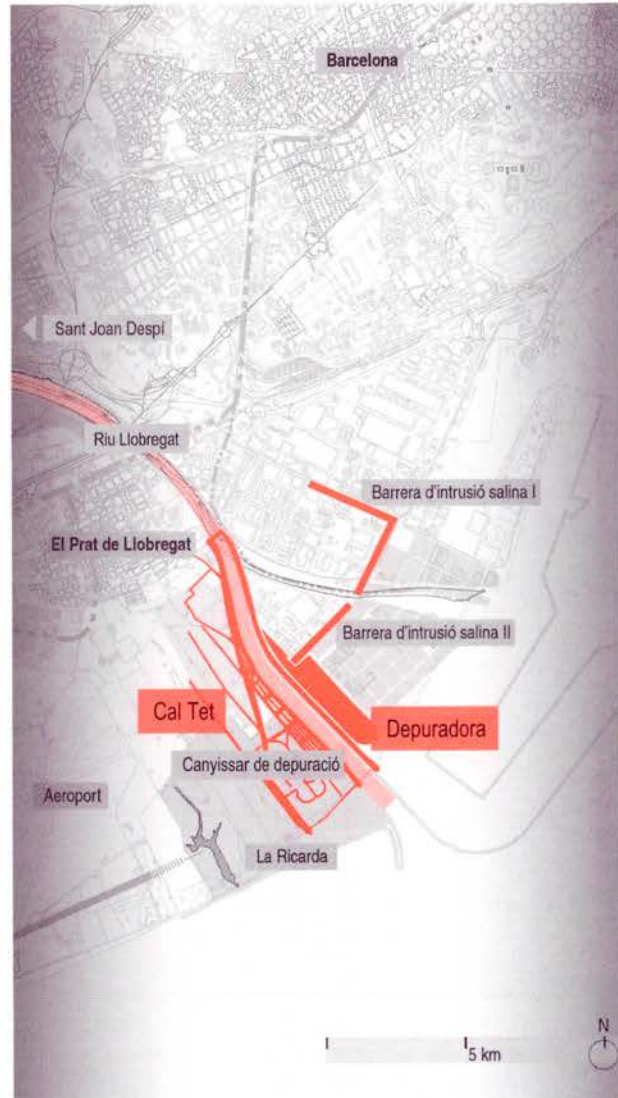 Barcelona
Sant Joan Despi
Riu Llobregat
Barrera d'intrusió salina I
El Prat de Llobregat
Barrera d'intrusió salina II
Cal Tet
Depuradora
Canyissar de depuració
Aeroport
La Ricarda
N
5 km